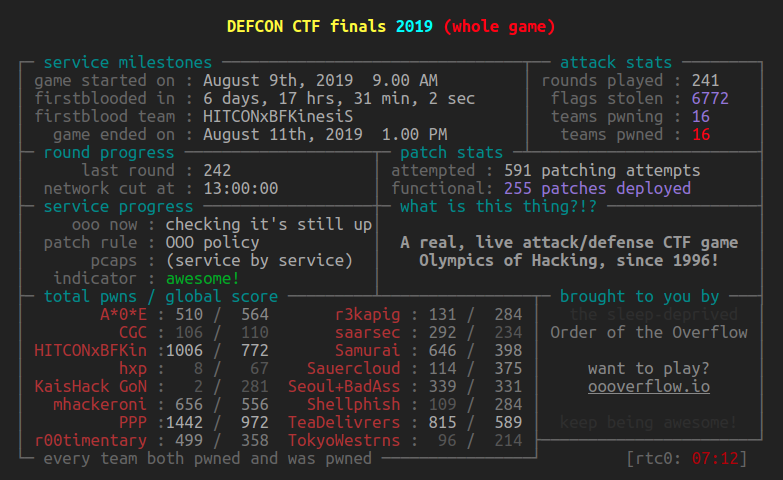 DEFCON CTF finals 2019 (whole game)
service milestones
game started on : August 9th, 2019  9.00 AM
firstblooded in : 6 days, 17 hrs, 31 min, 2 sec
firstblood team : HITCONxBFKinesiS
game ended on : August 11th, 2019  1.00 PM
attack stats
rounds played : 241
flags stolen : 6772
teams pwning : 16
teams pwned : 16
round progress
last round : 242
network cut at : 13:00:00
patch stats
attempted : 591 patching attempts
functional: 255 patches deployed
service progress
ooo now : checking it's still up
patch rule : OOO policy
pcaps : (service by service)
indicator : awesome!
what is this thing?!?
A real, live attack/defense CTF game
Olympics of Hacking, since 1996!
total pwns / global score
A*0*E : 510 / 564
CGC : 106 / 110
HITCONxBFKin :1006 / 772
hxp : 8 / 67
KaisHack GoN : 2 / 281
mhackeroni : 656 / 556
PPP :1442 / 972
r00timentary : 499 / 358
r3kapig : 131 / 284
saarsec : 292 / 234
Samurai : 646 / 398
Sauercloud : 114 / 375
Seoul+BadAss : 339 / 331
Shellphish : 109 / 284
TeaDelivrers : 815 / 589
TokyoWestrns : 96 / 214
every team both pwned and was pwned
brought to you by
the sleep-deprived
Order of the Overflow
want to play?
oooverflow.io
keep being awesome!
[rtc0: 07:12]